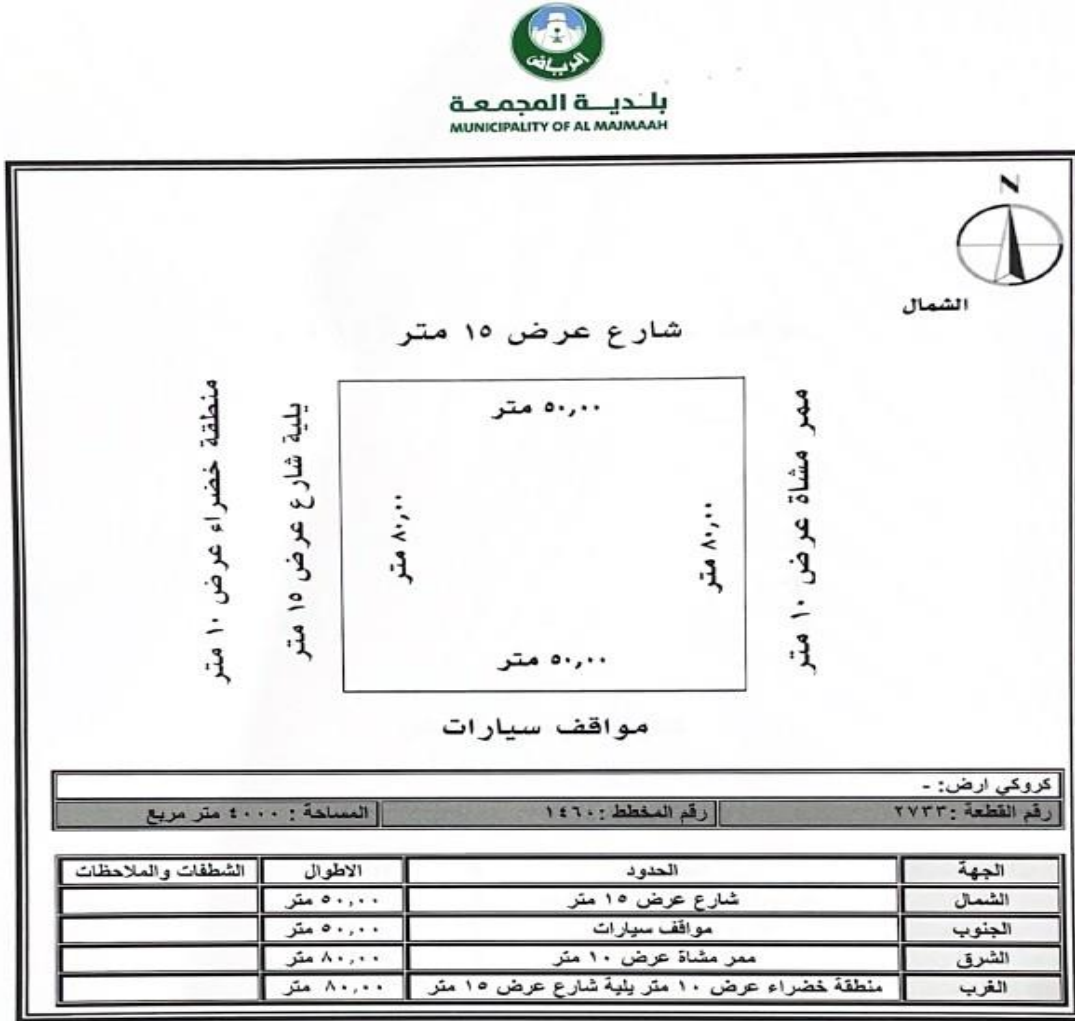 الرياض
بلدية المجمعة
MUNICIPALITY OF AL MAJMAAH
N
الشمال
شارع عرض ١٥ متر
منطقة خضراء عرض ١٠ متر
يلية شارع عرض ١٥ متر
٥٠,٠٠ متر
٨٠,٠٠ متر
٨٠,٠٠ متر
ممر مشاة عرض ١٠ متر
٥٠,٠٠ متر
مواقف سيارات
كروكي ارض: -
رقم القطعة :٢٧٣٣ رقم المخطط :١٤٦٠ المساحة : ٤٠٠٠ متر مربع
الجهة الحدود الاطوال الشطفات والملاحظات
الشمال شارع عرض ١٥ متر ٥٠,٠٠ متر
الجنوب مواقف سيارات ٥٠,٠٠ متر
الشرق ممر مشاة عرض ١٠ متر ٨٠,٠٠ متر
الغرب منطقة خضراء عرض ١٠ متر يلية شارع عرض ١٥ متر ٨٠,٠٠ متر